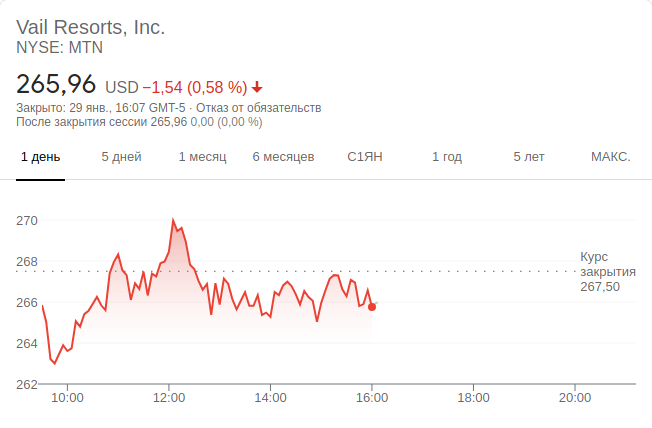 Vail Resorts, Inc.
NYSE: MTN
265,96 USD −1,54 (0,58 %)
Закрыто: 29 янв., 16:07 GMT-5 · Отказ от обязательств
После закрытия сессии 265,96 0,00 (0,00 %)
1 день 5 дней 1 месяц 6 месяцев С1ЯН 1 год 5 лет МАКС.
270
268
266
264
262
Курс
закрытия
267,50
10:00 12:00 14:00 16:00 18:00 20:00